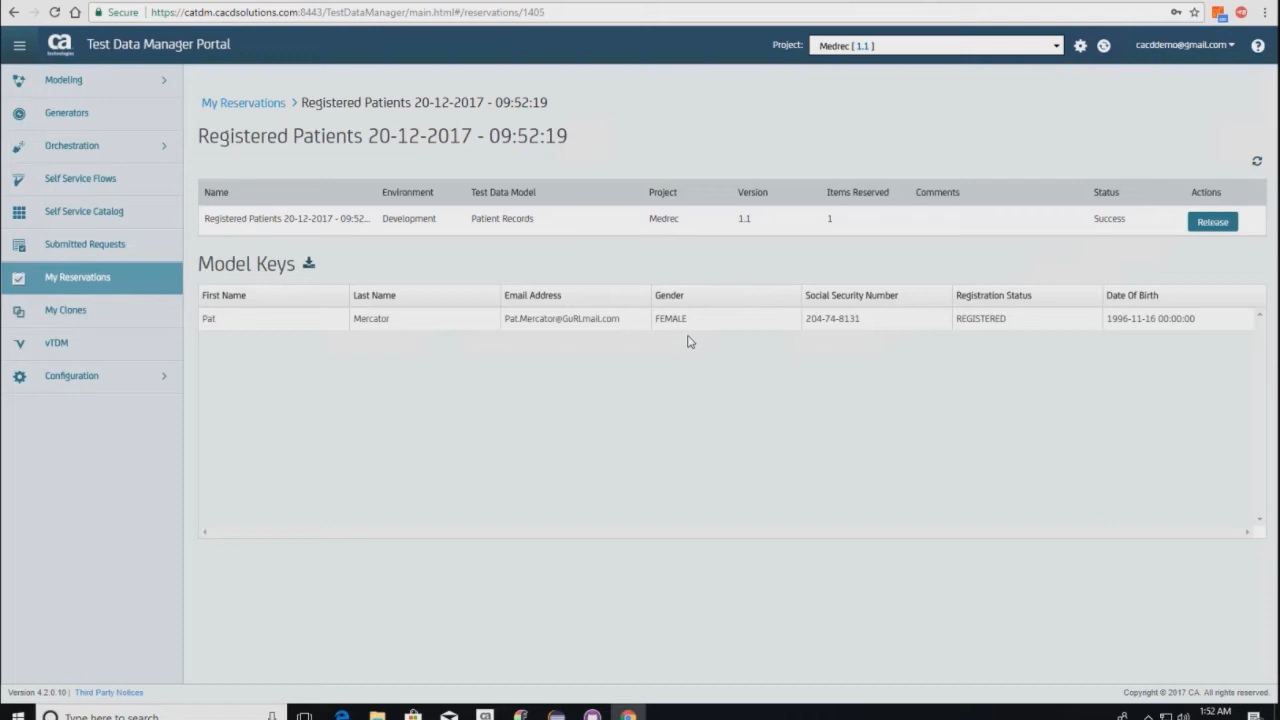 Secure https://catdm.cacdsolutions.com:8443/TestDataManager/main.html#/reservations/1405
ca technologies Test Data Manager Portal Project: Medrec [ 1.1 ] cacddemo@gmail.com
Modeling
Generators
Orchestration
Self Service Flows
Self Service Catalog
Submitted Requests
My Reservations
My Clones
vTDM
Configuration
My Reservations > Registered Patients 20-12-2017 - 09:52:19
Registered Patients 20-12-2017 - 09:52:19
Name Environment Test Data Model Project Version Items Reserved Comments Status Actions
Registered Patients 20-12-2017 - 09:52... Development Patient Records Medrec 1.1 1 Success Release
Model Keys
First Name Last Name Email Address Gender Social Security Number Registration Status Date Of Birth
Pat Mercator Pat.Mercator@GuRLmail.com FEMALE 204-74-8131 REGISTERED 1996-11-16 00:00:00
Version 4.2.0.10 | Third Party Notices Copyright © 2017 CA. All rights reserved.
Type here to search 1:52 AM